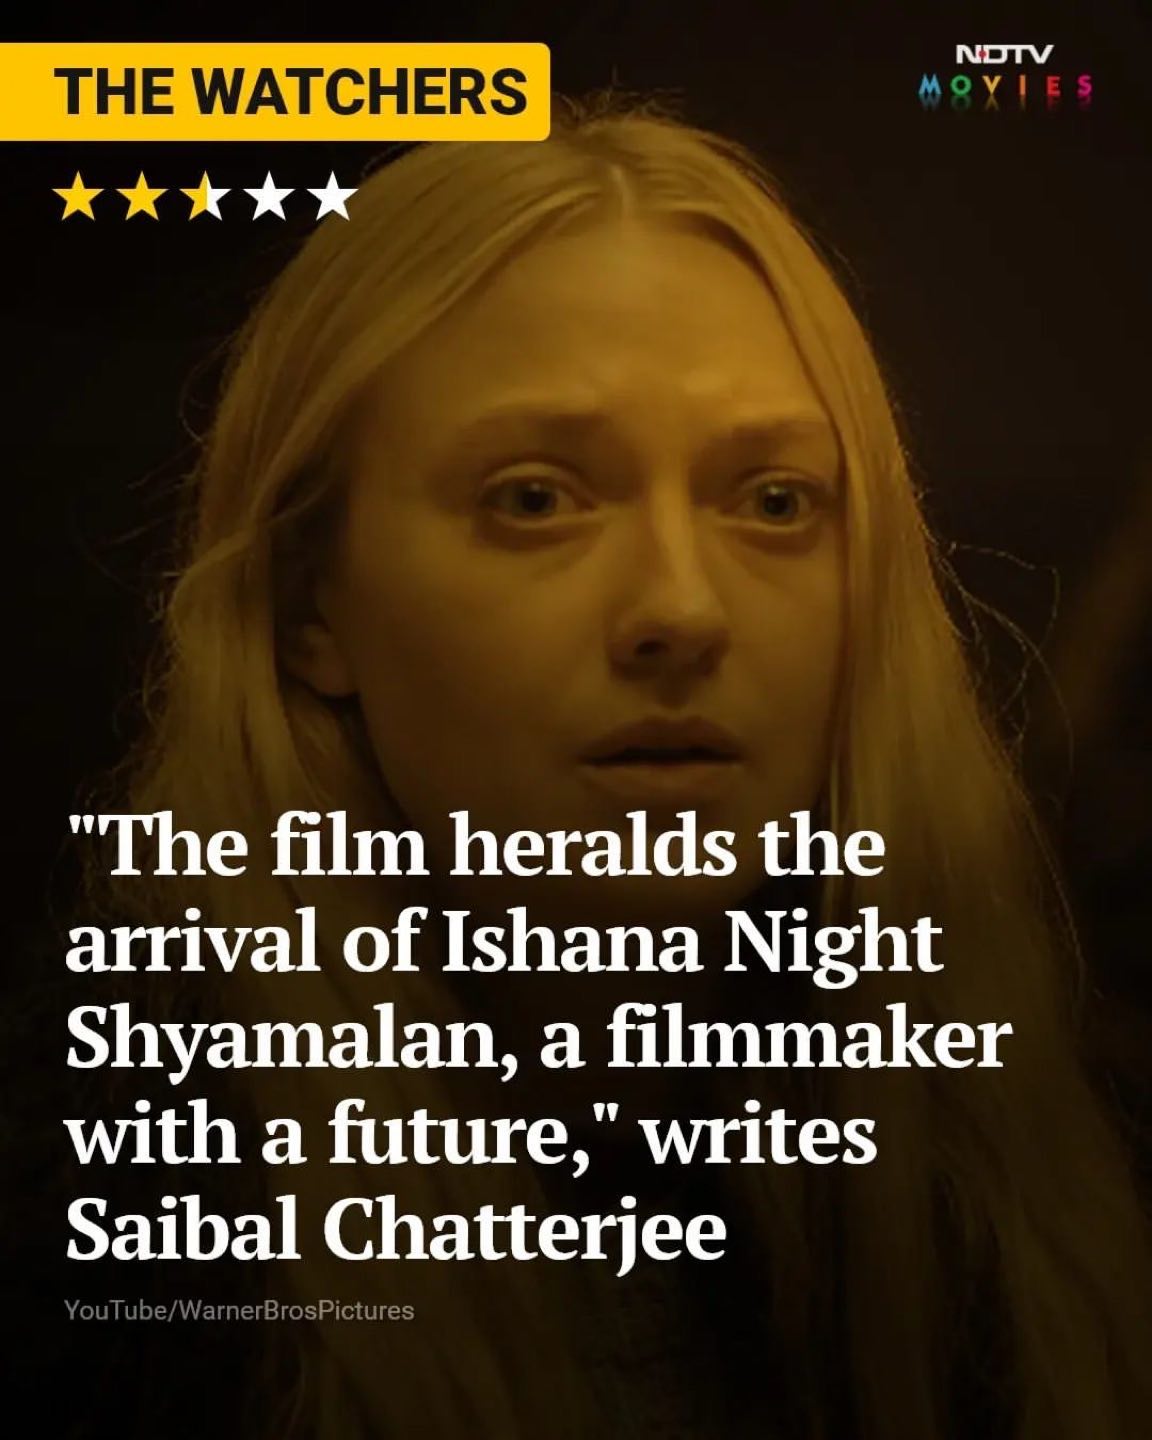 THE WATCHERS
NDTV
MOVIES
"The film heralds the
arrival of Ishana Night
Shyamalan, a filmmaker
with a future," writes
Saibal Chatterjee
YouTube/WarnerBrosPictures